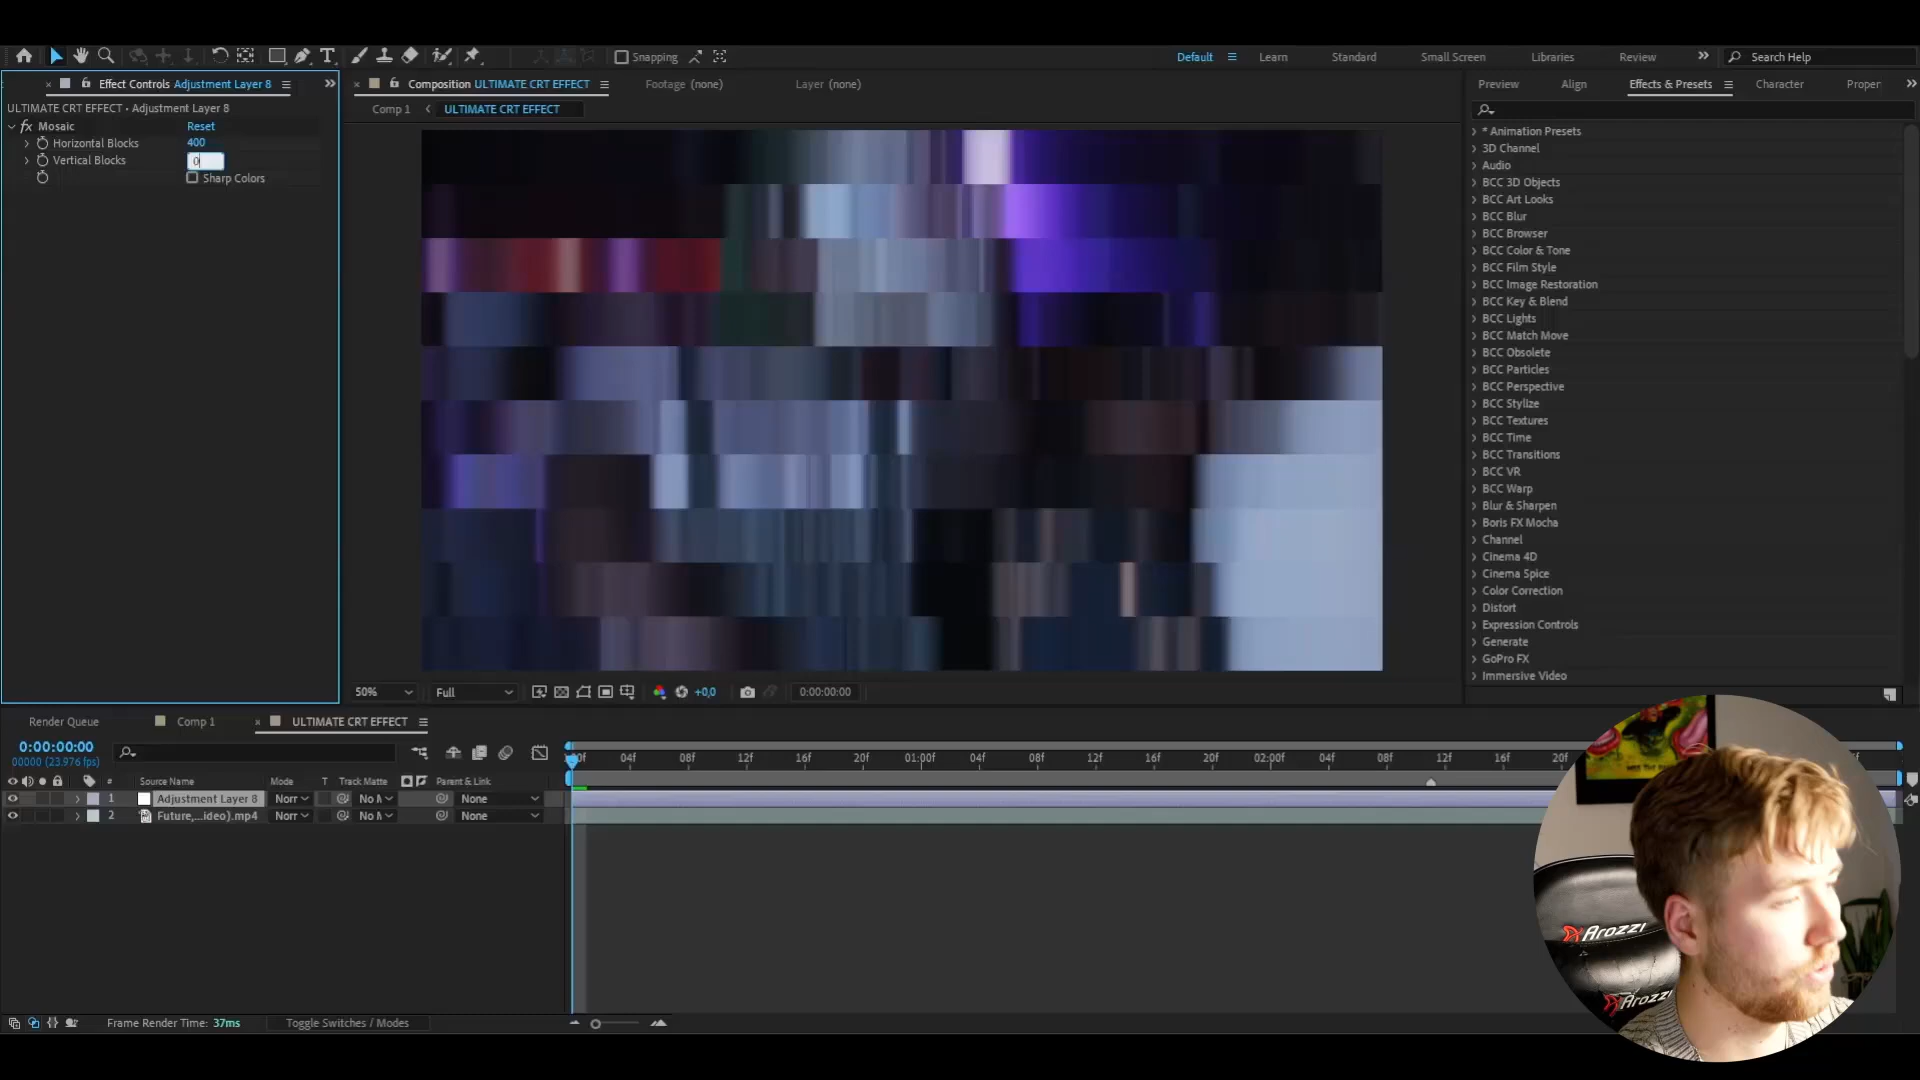 Snapping
Default
Learn
Standard
Small Screen
Libraries
Review
Search Help
Effect Controls Adjustment Layer 8
Composition ULTIMATE CRT EFFECT
Footage (none)
Layer (none)
Preview
Align
Effects & Presets
Character
Proper
ULTIMATE CRT EFFECT • Adjustment Layer 8
Comp 1
ULTIMATE CRT EFFECT
fx Mosaic
Reset
Horizontal Blocks
400
Vertical Blocks
0
Sharp Colors
* Animation Presets
3D Channel
Audio
BCC 3D Objects
BCC Art Looks
BCC Blur
BCC Browser
BCC Color & Tone
BCC Film Style
BCC Image Restoration
BCC Key & Blend
BCC Lights
BCC Match Move
BCC Obsolete
BCC Particles
BCC Perspective
BCC Stylize
BCC Textures
BCC Time
BCC Transitions
BCC VR
BCC Warp
Blur & Sharpen
Boris FX Mocha
Channel
Cinema 4D
Cinema Spice
Color Correction
Distort
Expression Controls
Generate
GoPro FX
Immersive Video
50%
Full
+0,0
0:00:00:00
Render Queue
Comp 1
ULTIMATE CRT EFFECT
0:00:00:00
00000 (23.976 fps)
04f
08f
12f
16f
20f
01:00f
04f
08f
12f
16f
20f
02:00f
04f
08f
12f
16f
20f
#
Source Name
Mode
T
Track Matte
Parent & Link
1
Adjustment Layer 8
Norr
No M
None
2
Future,...ideo).mp4
Norr
No M
None
Frame Render Time: 37ms
Toggle Switches / Modes
Arozzi
Arozzi